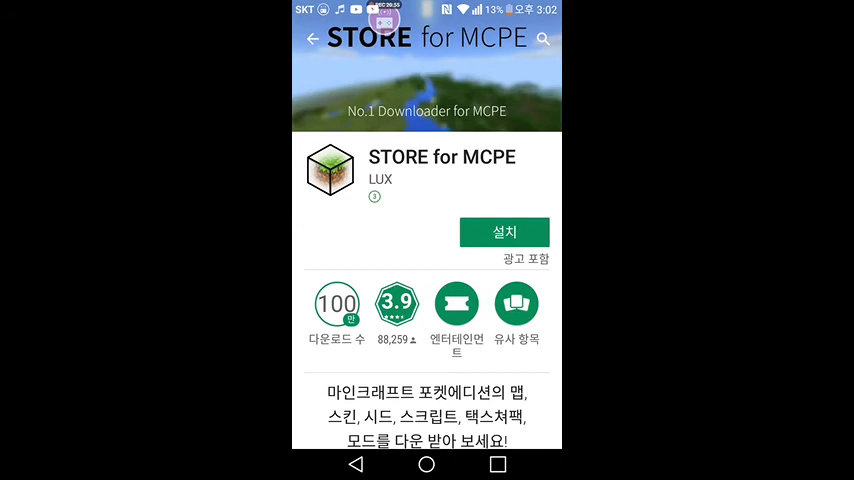 SKT
REC 20:55
13% 오후 3:02
STORE for MCPE
No.1 Downloader for MCPE
STORE for MCPE
LUX
3
설치
광고 포함
100
만
3.9
다운로드 수
88,259
엔터테인먼
트
유사 항목
마인크래프트 포켓에디션의 맵,
스킨, 시드, 스크립트, 택스쳐팩,
모드를 다운 받아 보세요!